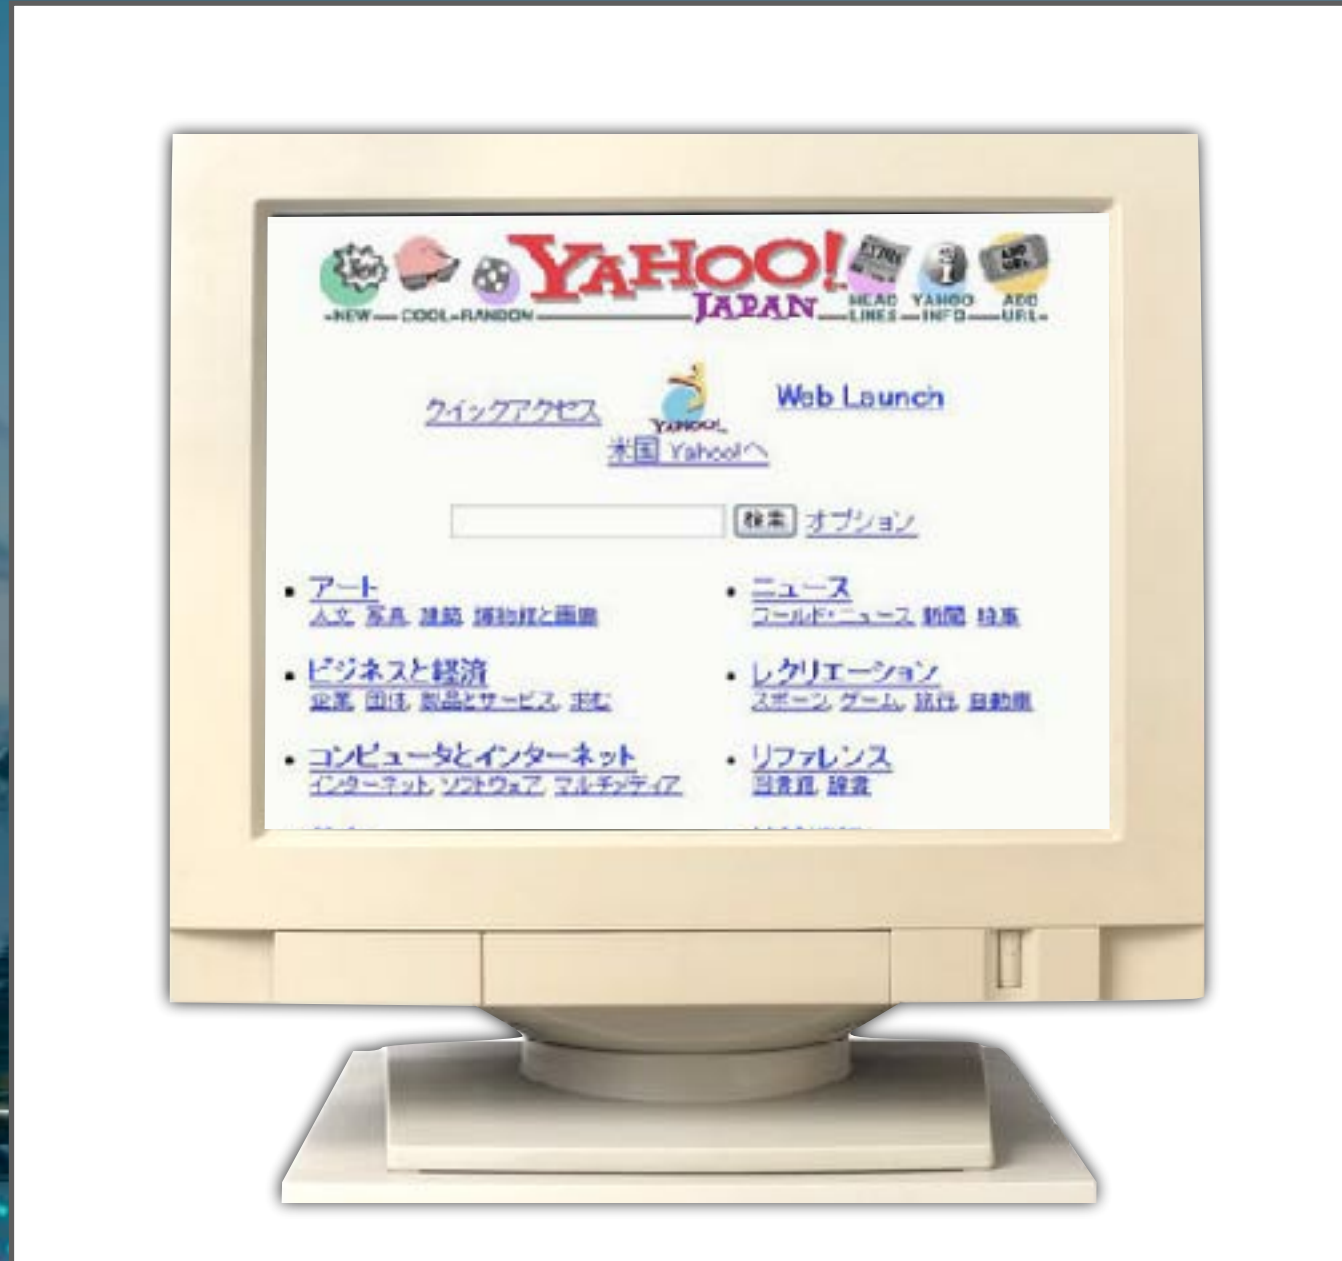 New!
YAHOO!
JAPAN
NEW COOL RANDOM HEAD LINES YAHOO INFO ADD URL
クイックアクセス
YAHOO!
Web Launch
米国 Yahoo!へ
検索 オプション
アート
人文, 写真, 建築, 博物館と画廊
ビジネスと経済
企業, 団体, 製品とサービス, 求む
コンピュータとインターネット
インターネット, ソフトウェア, マルチメディア
ニュース
ワールド・ニュース, 新聞, 時事
レクリエーション
スポーツ, ゲーム, 旅行, 自動車
リファレンス
図書館, 辞書